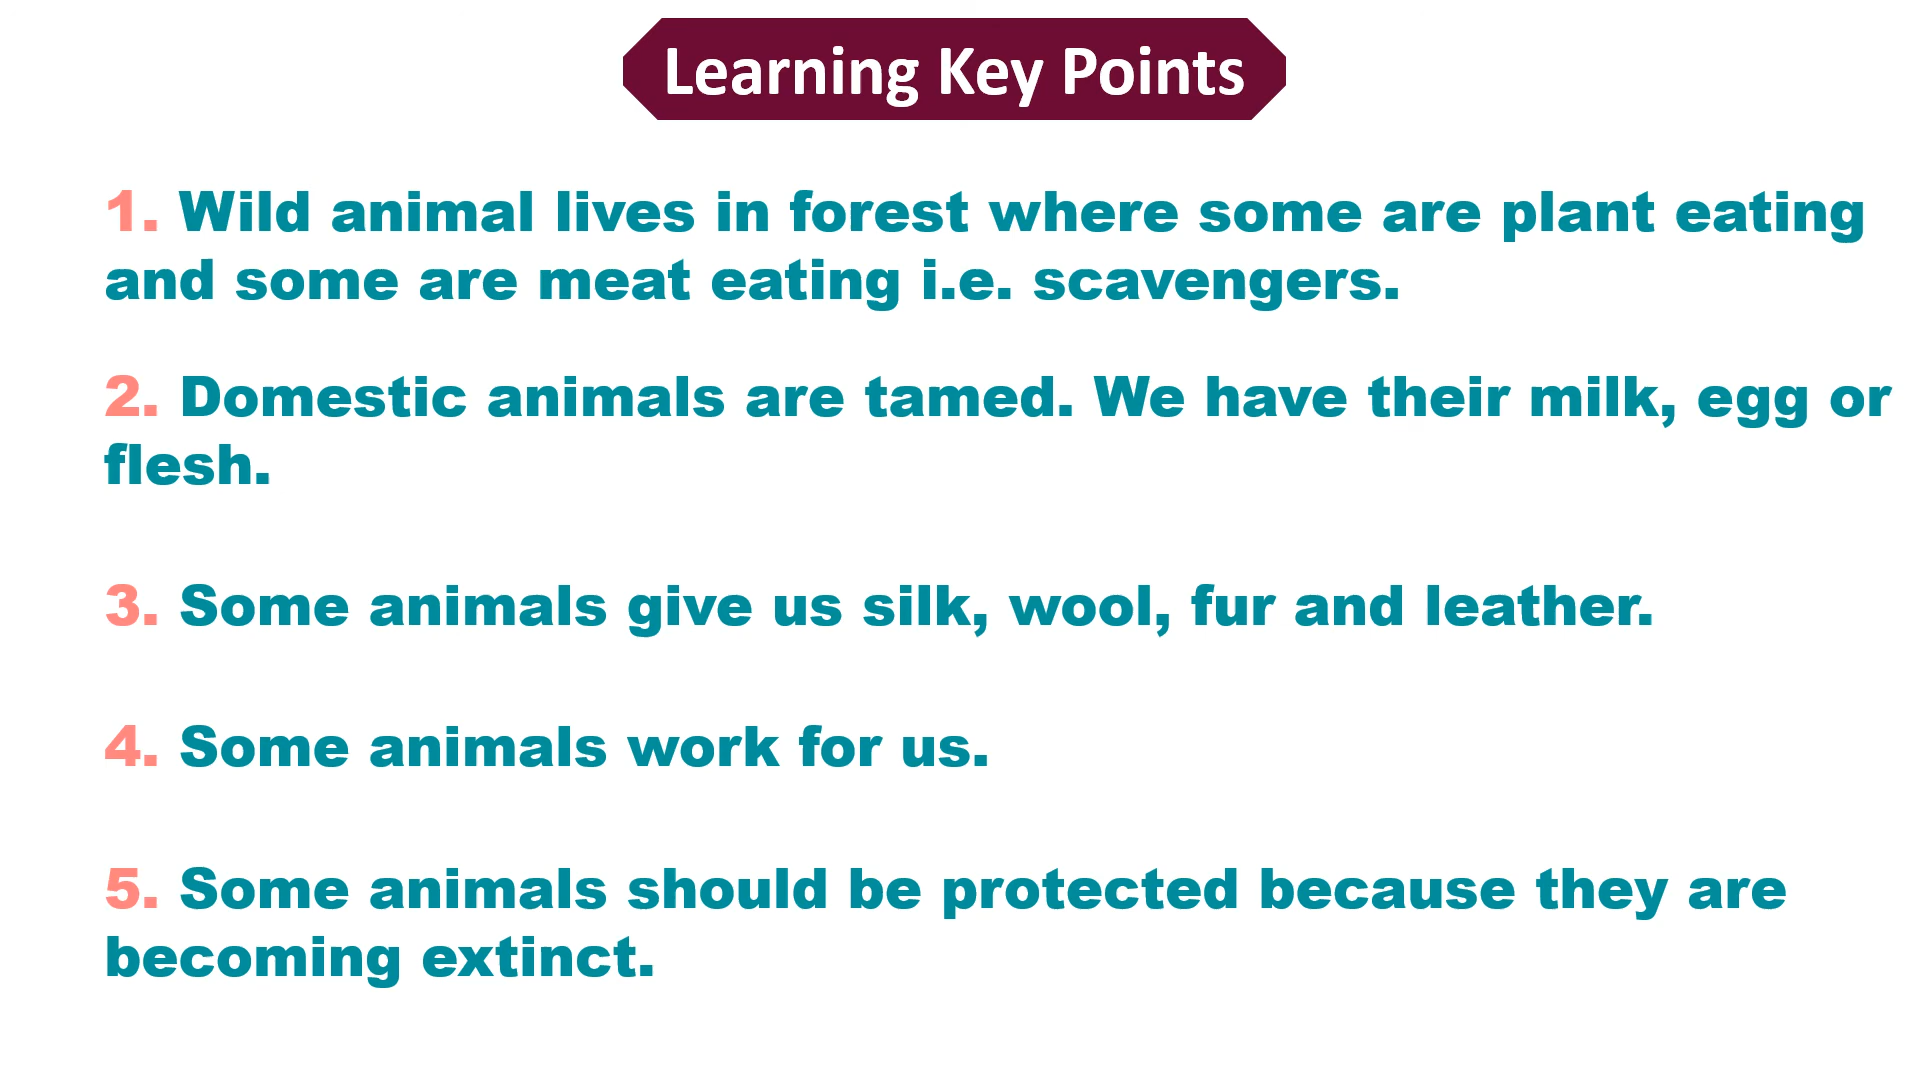 Learning Key Points
1. Wild animal lives in forest where some are plant eating
and some are meat eating i.e. scavengers.
2. Domestic animals are tamed. We have their milk, egg or
flesh.
3. Some animals give us silk, wool, fur and leather.
4. Some animals work for us.
5. Some animals should be protected because they are
becoming extinct.